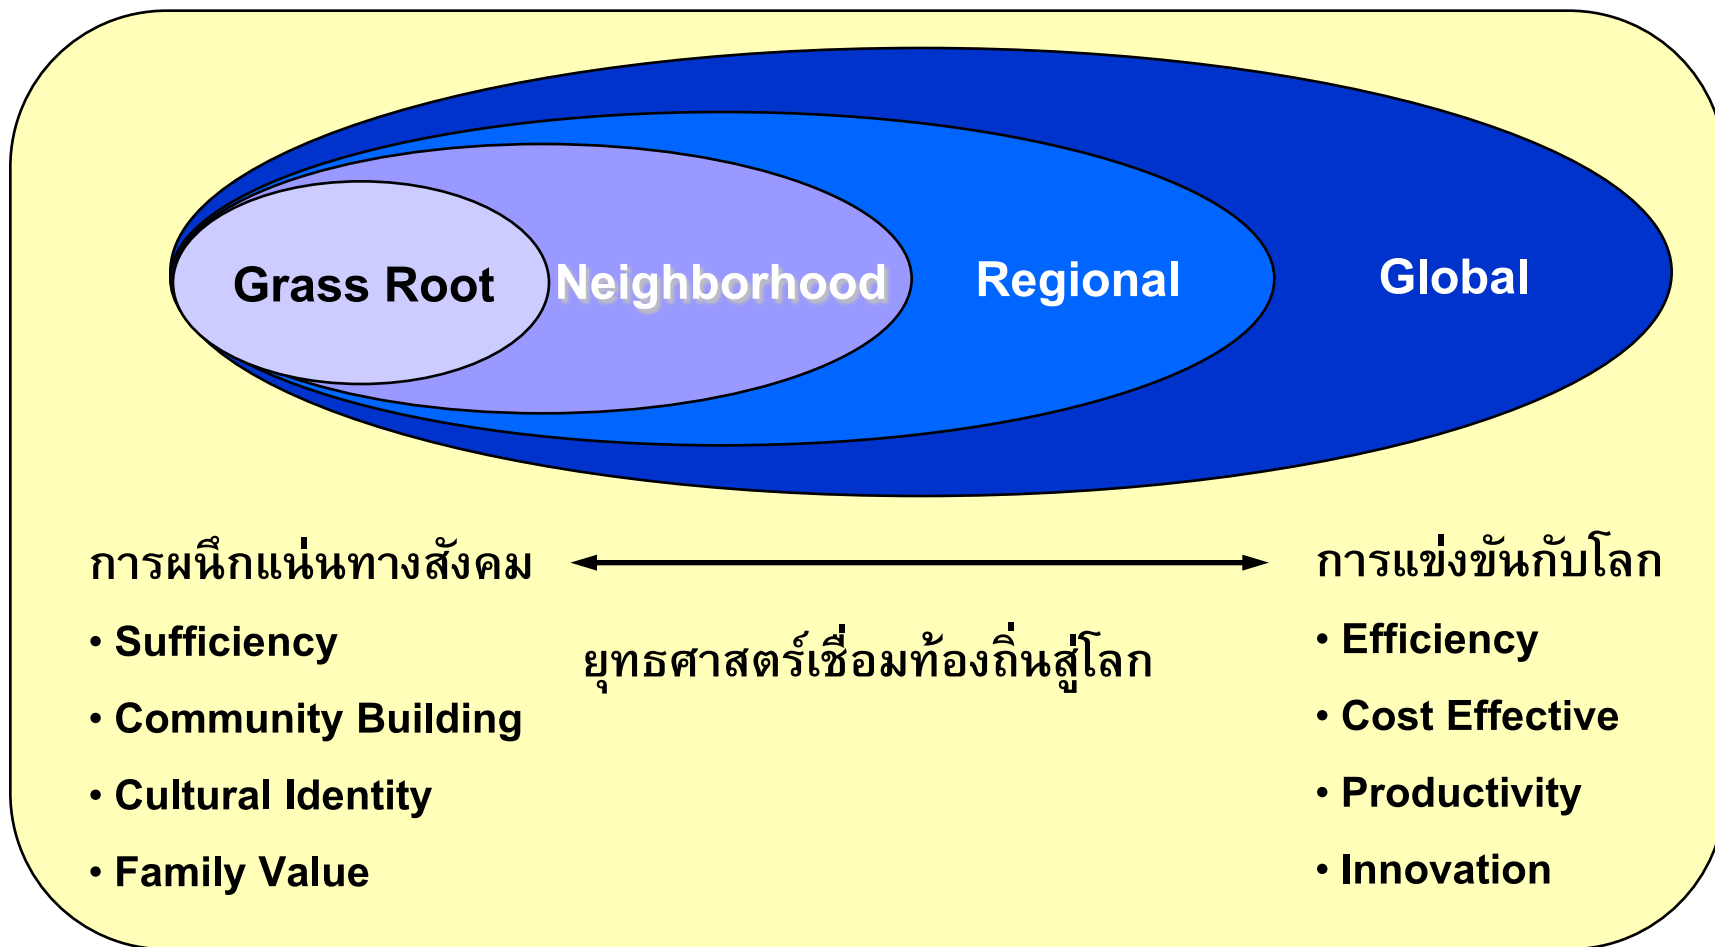 Grass Root
Neighborhood
Regional
Global
การผนึกแน่นทางสังคม
• Sufficiency
• Community Building
• Cultural Identity
• Family Value
ยุทธศาสตร์เชื่อมท้องถิ่นสู่โลก
การแข่งขันกับโลก
• Efficiency
• Cost Effective
• Productivity
• Innovation